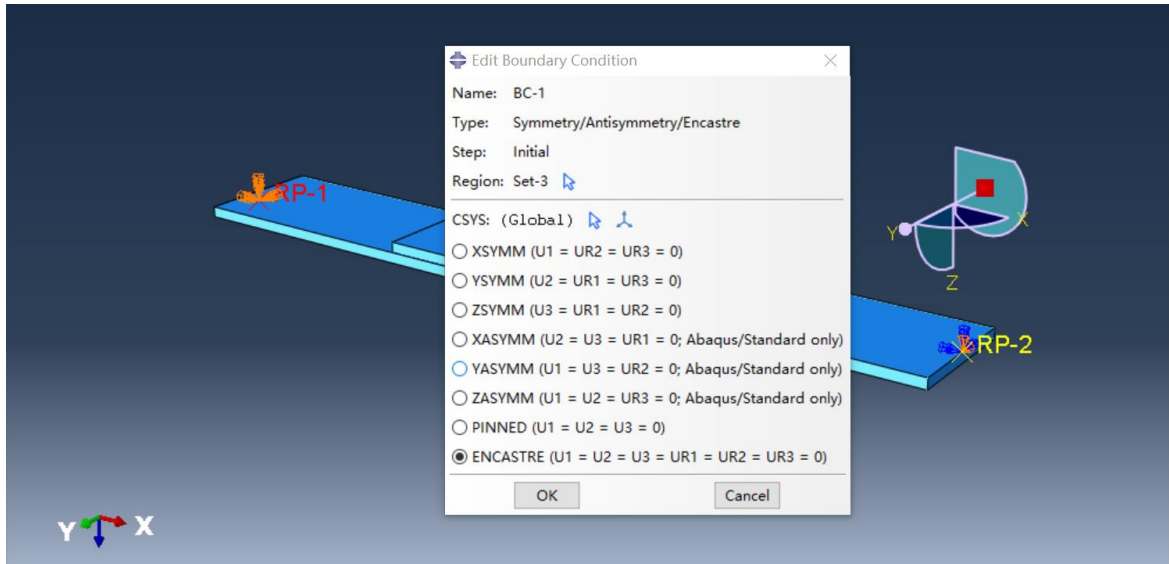 Edit Boundary Condition
Name: BC-1
Type: Symmetry/Antisymmetry/Encastre
Step: Initial
Region: Set-3
CSYS: (Global)
XSYMM (U1 = UR2 = UR3 = 0)
YSYMM (U2 = UR1 = UR3 = 0)
ZSYMM (U3 = UR1 = UR2 = 0)
XASYMM (U2 = U3 = UR1 = 0; Abaqus/Standard only)
YASYMM (U1 = U3 = UR2 = 0; Abaqus/Standard only)
ZASYMM (U1 = U2 = UR3 = 0; Abaqus/Standard only)
PINNED (U1 = U2 = U3 = 0)
ENCASTRE (U1 = U2 = U3 = UR1 = UR2 = UR3 = 0)
OK Cancel
RP-1
Y X
Z
RP-2
Y X